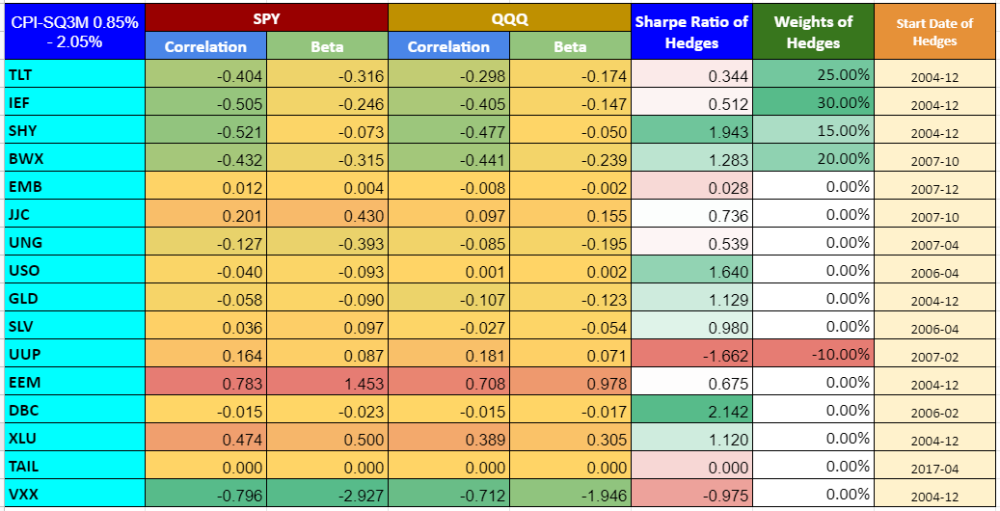 CPI-SQ3M 0.85% - 2.05% SPY QQQ Sharpe Ratio of Hedges Weights of Hedges Start Date of Hedges
Correlation Beta Correlation Beta
TLT -0.404 -0.316 -0.298 -0.174 0.344 25.00% 2004-12
IEF -0.505 -0.246 -0.405 -0.147 0.512 30.00% 2004-12
SHY -0.521 -0.073 -0.477 -0.050 1.943 15.00% 2004-12
BWX -0.432 -0.315 -0.441 -0.239 1.283 20.00% 2007-10
EMB 0.012 0.004 -0.008 -0.002 0.028 0.00% 2007-12
JJC 0.201 0.430 0.097 0.155 0.736 0.00% 2007-10
UNG -0.127 -0.393 -0.085 -0.195 0.539 0.00% 2007-04
USO -0.040 -0.093 0.001 0.002 1.640 0.00% 2006-04
GLD -0.058 -0.090 -0.107 -0.123 1.129 0.00% 2004-12
SLV 0.036 0.097 -0.027 -0.054 0.980 0.00% 2006-04
UUP 0.164 0.087 0.181 0.071 -1.662 -10.00% 2007-02
EEM 0.783 1.453 0.708 0.978 0.675 0.00% 2004-12
DBC -0.015 -0.023 -0.015 -0.017 2.142 0.00% 2006-02
XLU 0.474 0.500 0.389 0.305 1.120 0.00% 2004-12
TAIL 0.000 0.000 0.000 0.000 0.000 0.00% 2017-04
VXX -0.796 -2.927 -0.712 -1.946 -0.975 0.00% 2004-12